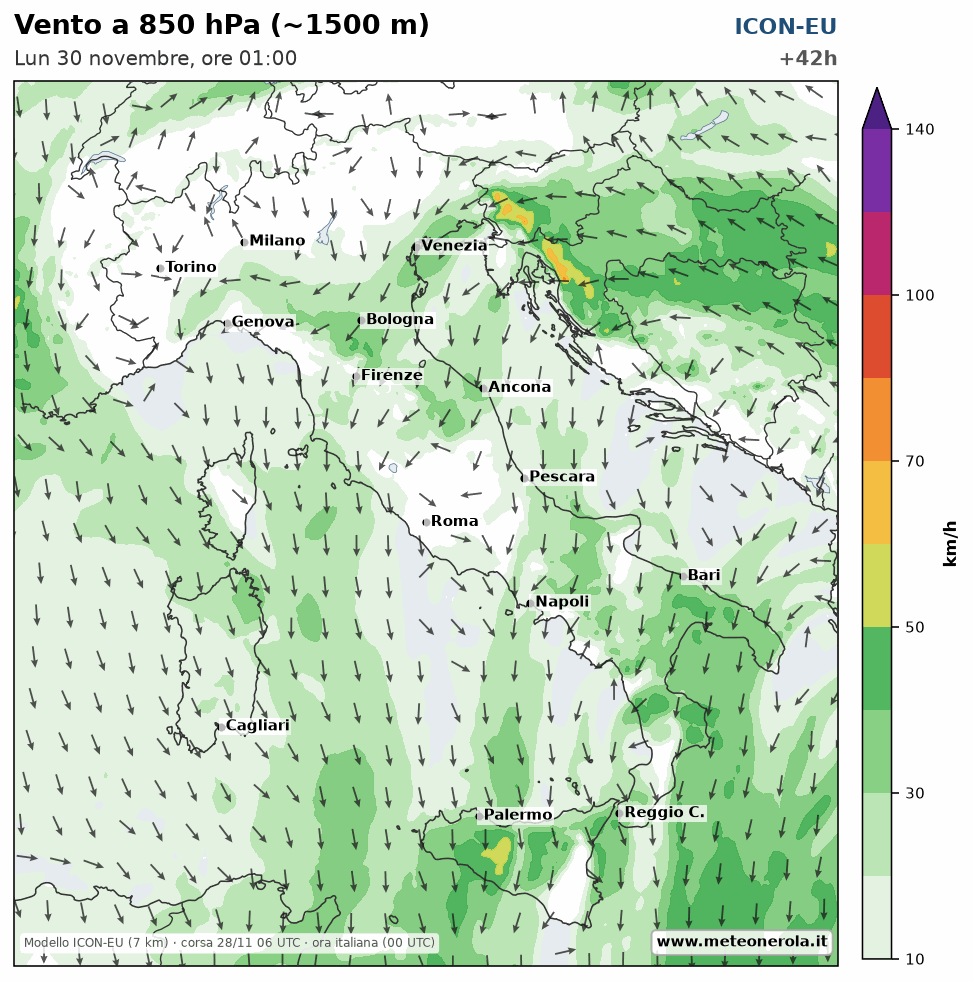 Vento a 850 hPa (~1500 m)
ICON-EU
Lun 30 novembre, ore 01:00
+42h
140
Venezia
Milano
Torino
100
Genova
Bologna
Firenze
Ancona
70
Pescara
Roma
km/h
Bari
Napoli
50
Cagliari
30
Palermo
Reggio C.
Modello ICON-EU (7 km) · corsa 28/11 06 UTC · ora italiana (00 UTC)
www.meteonerola.it
10